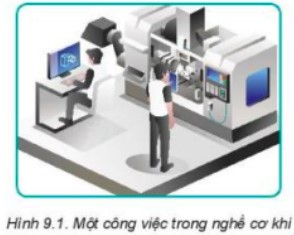 Hình 9.1. Một công việc trong nghề cơ khí